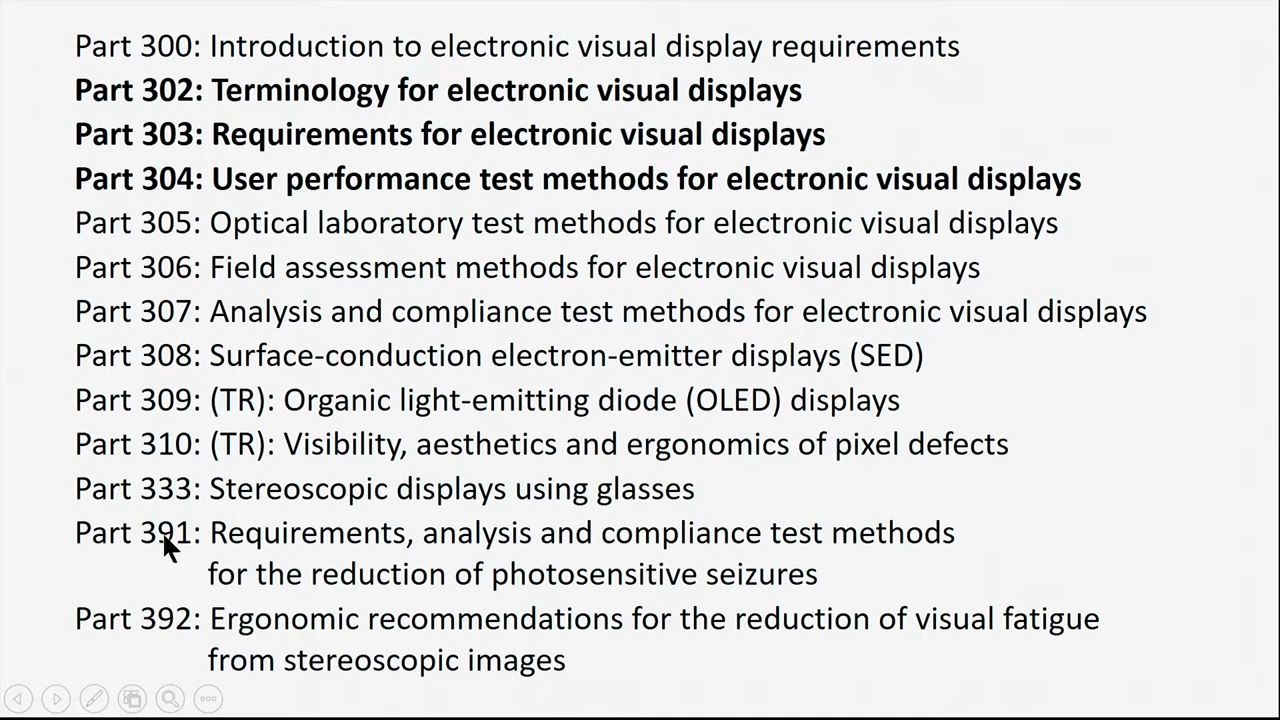 Part 300: Introduction to electronic visual display requirements
Part 302: Terminology for electronic visual displays
Part 303: Requirements for electronic visual displays
Part 304: User performance test methods for electronic visual displays
Part 305: Optical laboratory test methods for electronic visual displays
Part 306: Field assessment methods for electronic visual displays
Part 307: Analysis and compliance test methods for electronic visual displays
Part 308: Surface-conduction electron-emitter displays (SED)
Part 309: (TR): Organic light-emitting diode (OLED) displays
Part 310: (TR): Visibility, aesthetics and ergonomics of pixel defects
Part 333: Stereoscopic displays using glasses
Part 391: Requirements, analysis and compliance test methods
for the reduction of photosensitive seizures
Part 392: Ergonomic recommendations for the reduction of visual fatigue
from stereoscopic images